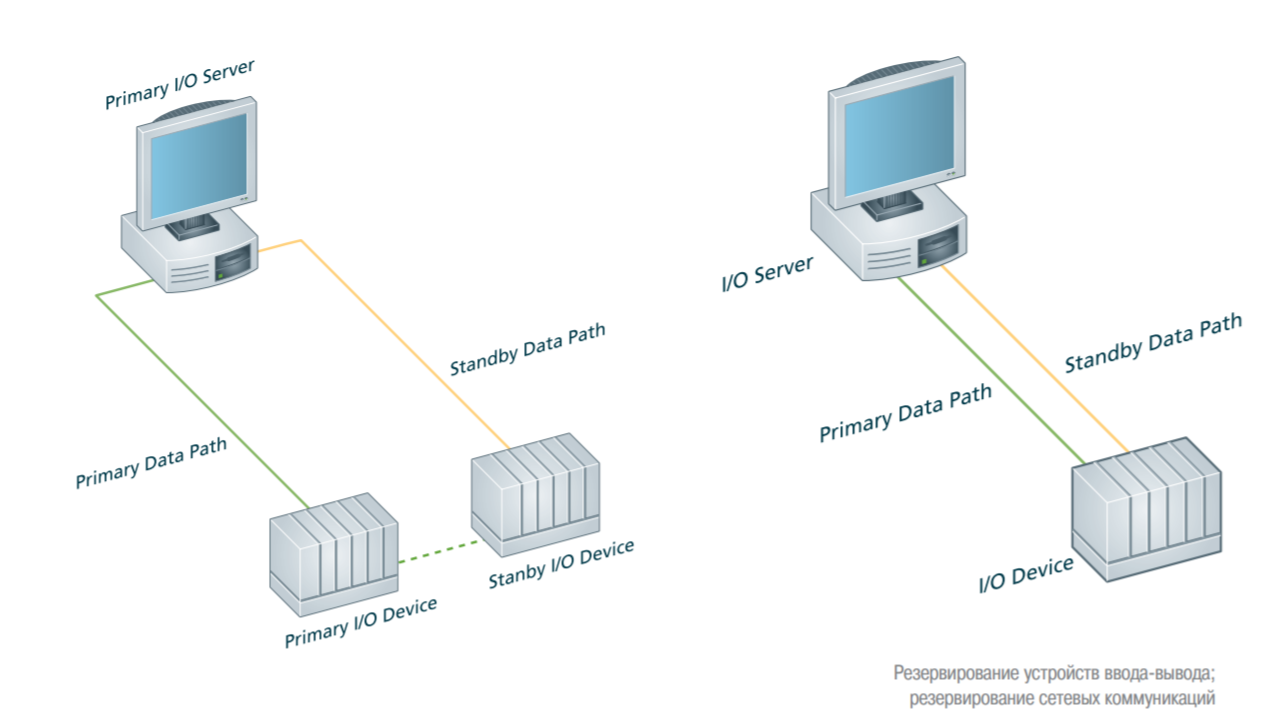 Primary I/O Server
Standby Data Path
Primary Data Path
Stanby I/O Device
Primary I/O Device
I/O Server
Standby Data Path
Primary Data Path
I/O Device
Резервирование устройств ввода-вывода;
резервирование сетевых коммуникаций